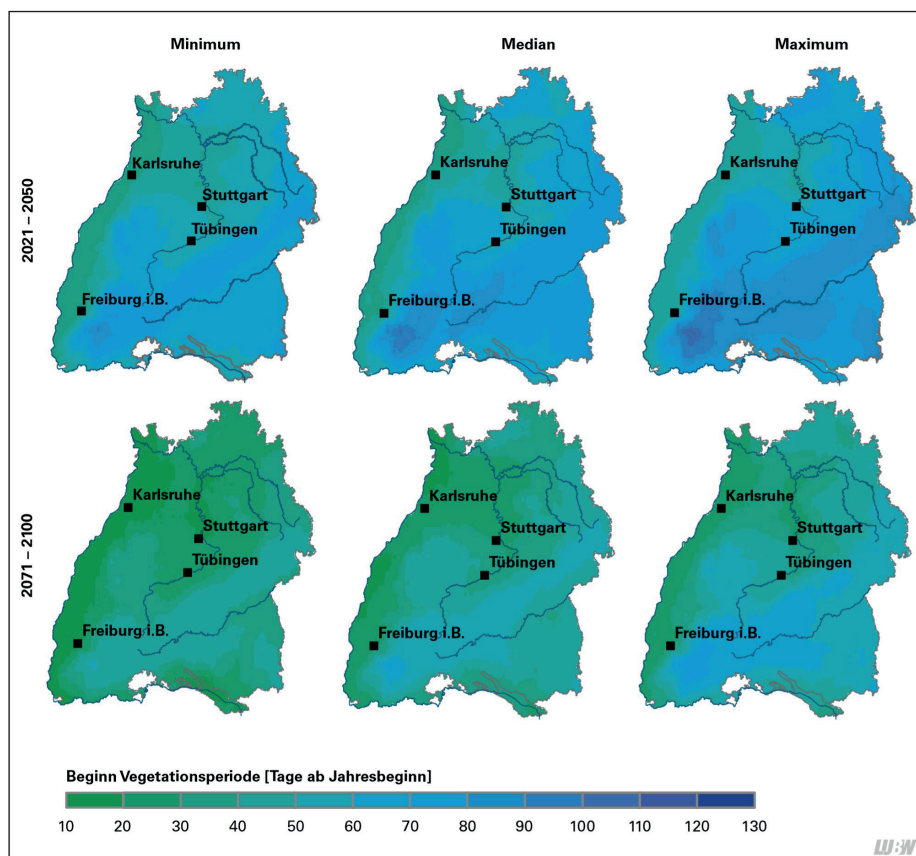 Minimum Median Maximum
2021 – 2050
Karlsruhe
Stuttgart
Tübingen
Freiburg i.B.
Karlsruhe
Stuttgart
Tübingen
Freiburg i.B.
Karlsruhe
Stuttgart
Tübingen
Freiburg i.B.
2071 – 2100
Karlsruhe
Stuttgart
Tübingen
Freiburg i.B.
Karlsruhe
Stuttgart
Tübingen
Freiburg i.B.
Karlsruhe
Stuttgart
Tübingen
Freiburg i.B.
Beginn Vegetationsperiode [Tage ab Jahresbeginn]
10 20 30 40 50 60 70 80 90 100 110 120 130
LUBW